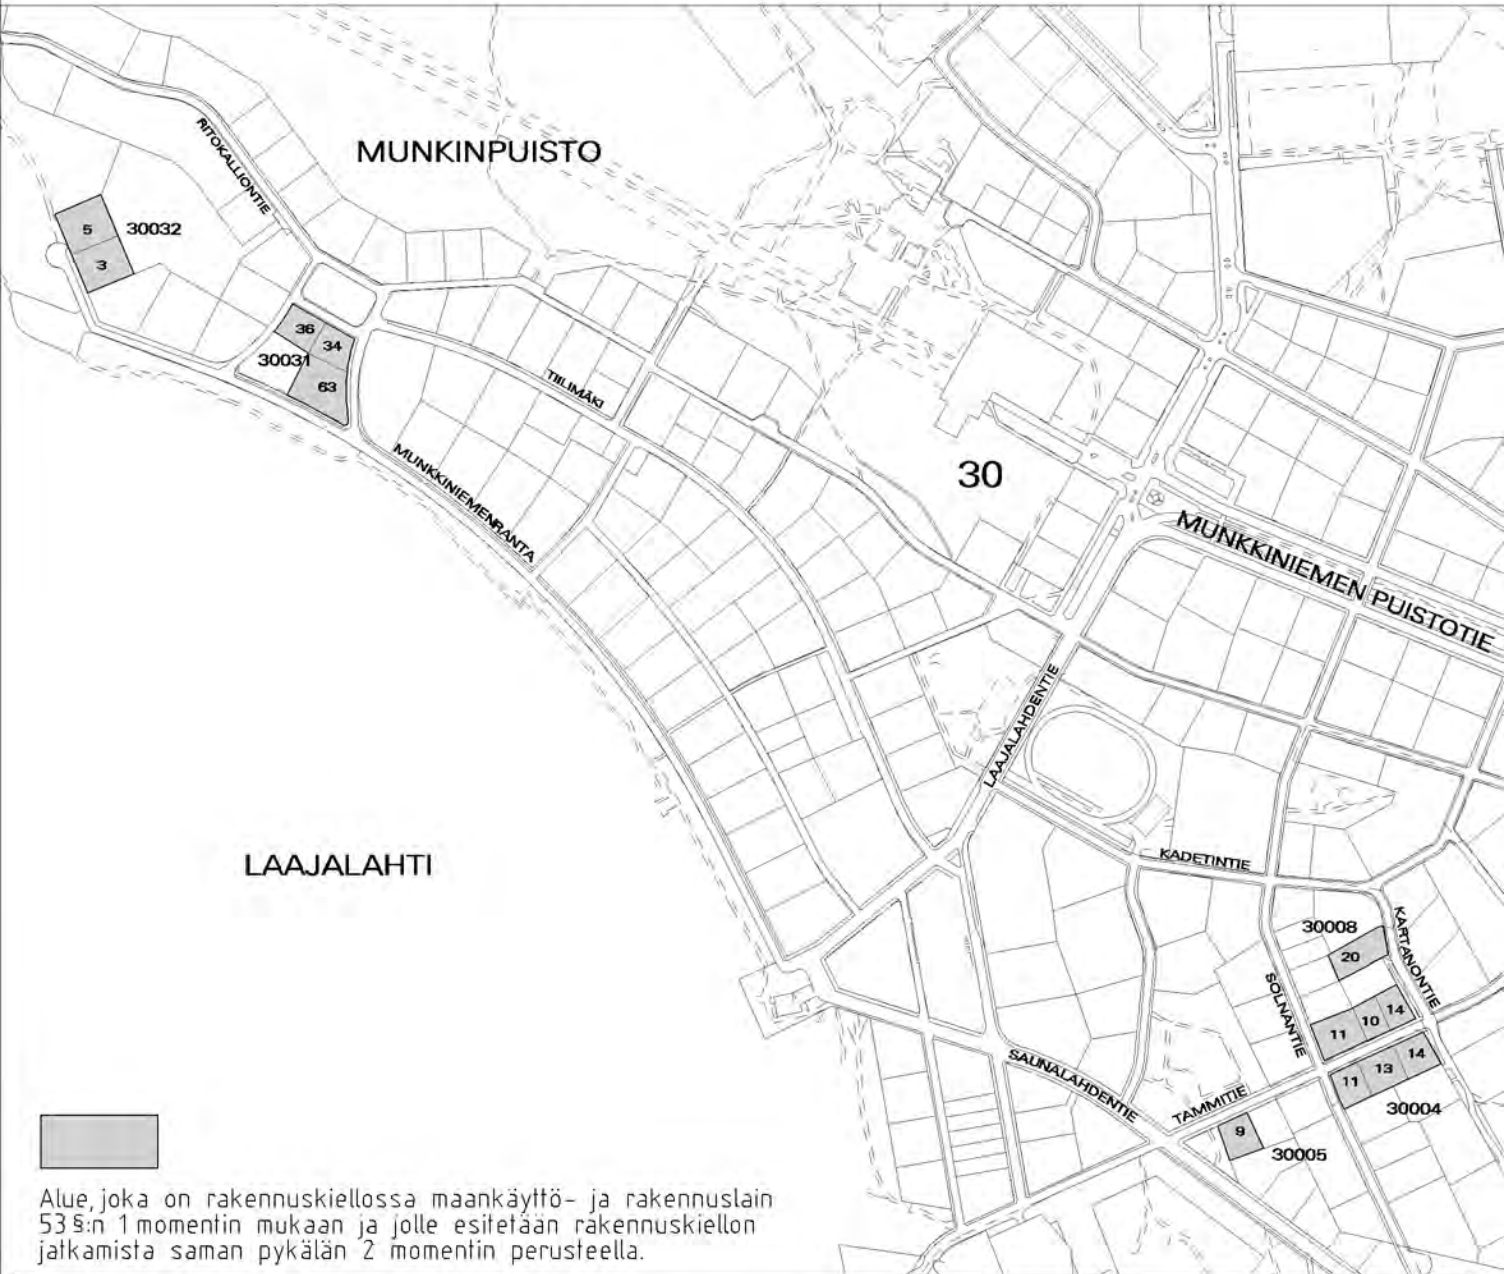 MUNKINPUISTO
RITOKALLIONTIE
5
30032
3
36
34
30031
63
TIILIMÄKI
MUNKKINIEMENRANTA
30
MUNKKINIEMEN PUISTOTIE
LAAJALAHDENTIE
LAAJALAHTI
KADETINTIE
30008
20
KARTANONTIE
SOLNANTIE
11
10
14
SAUNALAHDENTIE
TAMMITIE
11
13
14
30004
9
30005
Alue, joka on rakennuskiellossa maankäyttö- ja rakennuslain
53 §:n 1 momentin mukaan ja jolle esitetään rakennuskiellon
jatkamista saman pykälän 2 momentin perusteella.